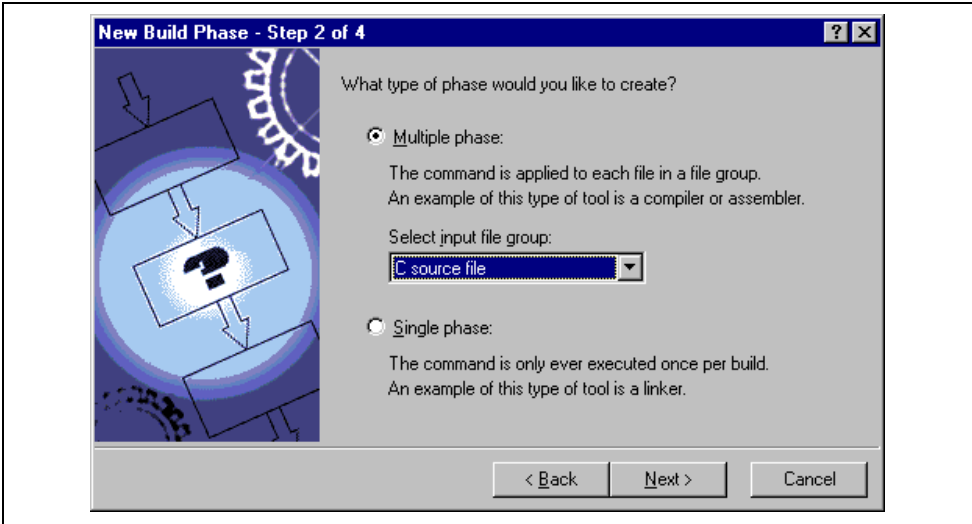 New Build Phase - Step 2 of 4
What type of phase would you like to create?
Multiple phase:
The command is applied to each file in a file group.
An example of this type of tool is a compiler or assembler.
Select input file group:
C source file
Single phase:
The command is only ever executed once per build.
An example of this type of tool is a linker.
< Back
Next >
Cancel